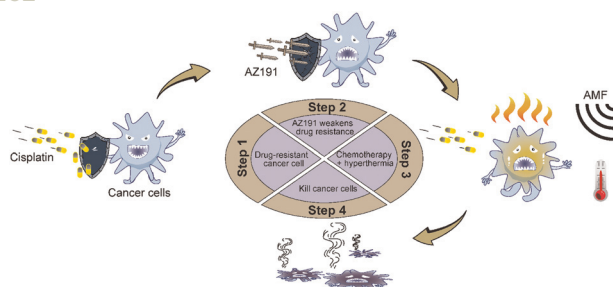 AZ191
AMF
Cisplatin
Cancer cells
Step 2
AZ191 weakens
drug resistance
Step 1
Drug-resistant
cancer cell
Chemotherapy
+ hyperthermia
Step 3
Kill cancer cells
Step 4